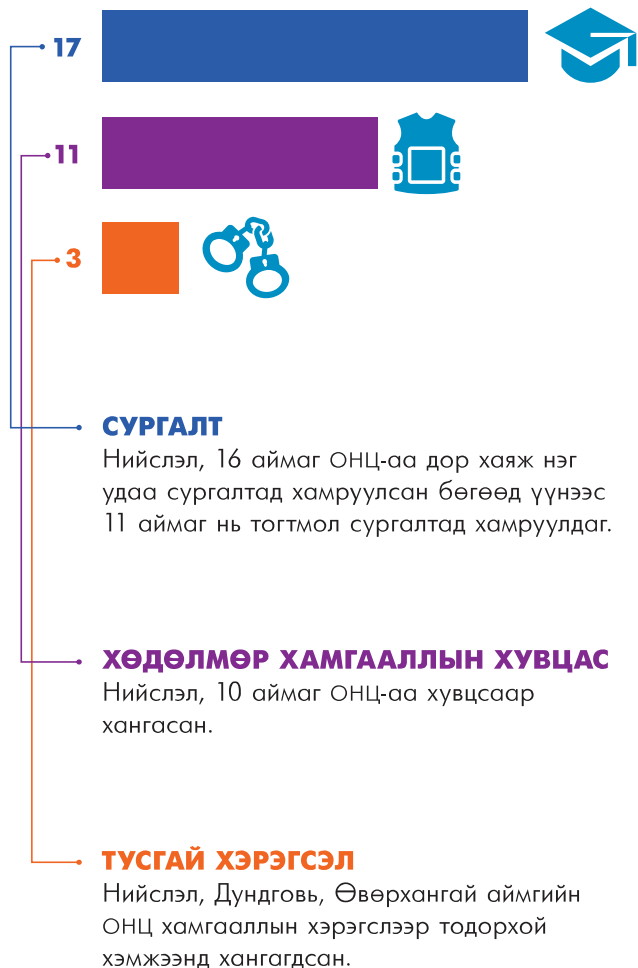 17
11
3
СУРГАЛТ
Нийслэл, 16 аймаг ОНЦ-аа дор хаяж нэг
удаа сургалтад хамруулсан бөгөөд үүнээс
11 аймаг нь тогтмол сургалтад хамруулдаг.
ХӨДӨЛМӨР ХАМГААЛЛЫН ХУВЦАС
Нийслэл, 10 аймаг ОНЦ-аа хувцсаар
хангасан.
ТУСГАЙ ХЭРЭГСЭЛ
Нийслэл, Дундговь, Өвөрхангай аймгийн
ОНЦ хамгааллын хэрэгслээр тодорхой
хэмжээнд хангагдсан.